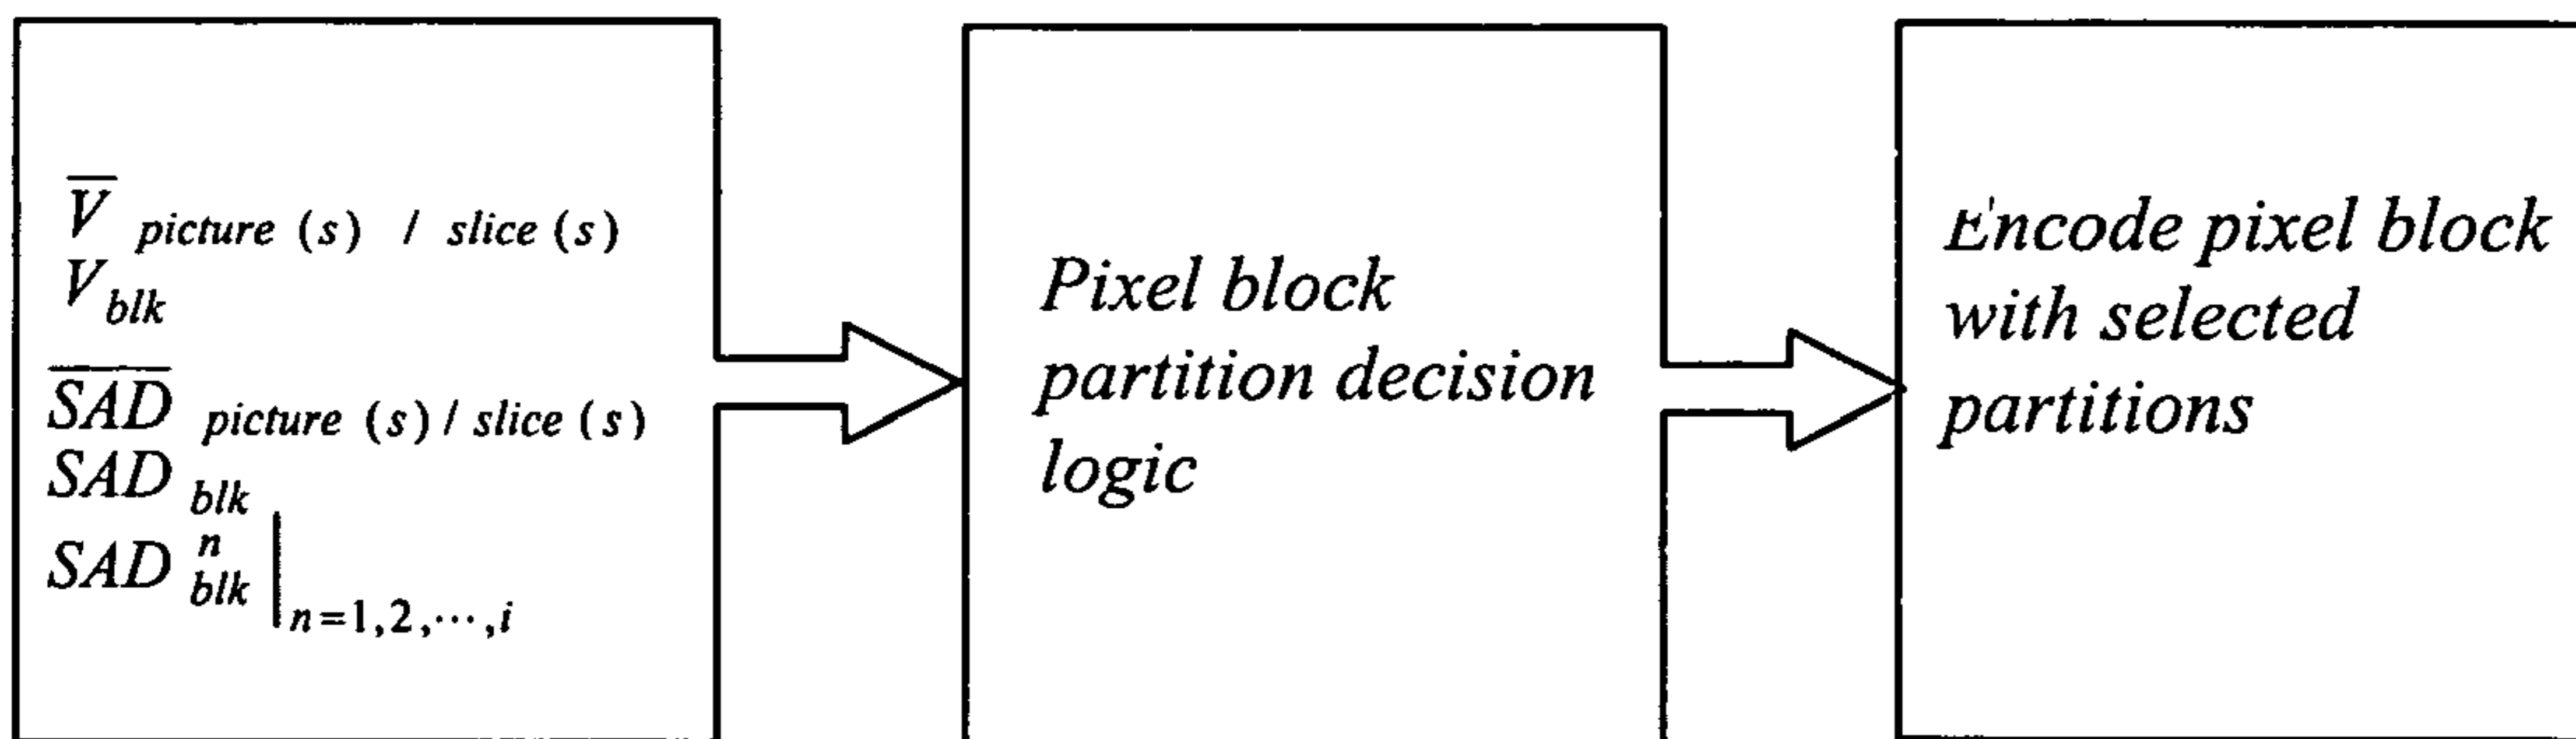 V̅ picture (s) / slice (s)
V blk
S̅A̅D̅ picture (s) / slice (s)
SAD blk
SAD n blk | n=1,2,⋯,i
Pixel block
partition decision
logic
Encode pixel block
with selected
partitions